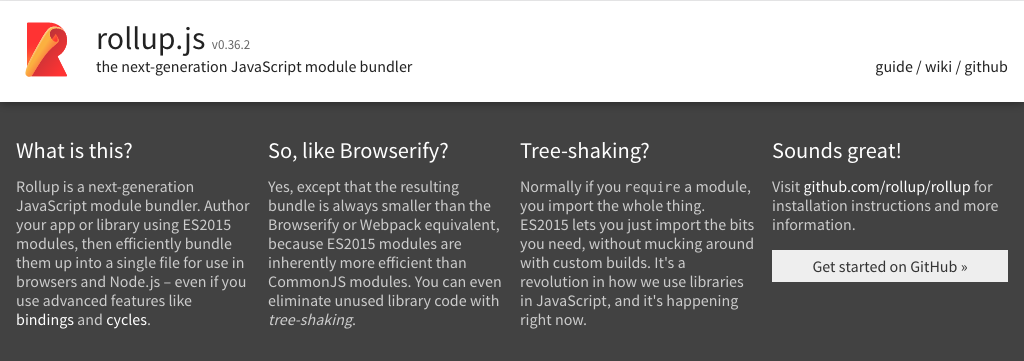 rollup.js v0.36.2
the next-generation JavaScript module bundler
guide / wiki / github
What is this?
Rollup is a next-generation
JavaScript module bundler. Author
your app or library using ES2015
modules, then efficiently bundle
them up into a single file for use in
browsers and Node.js – even if you
use advanced features like
bindings and cycles.
So, like Browserify?
Yes, except that the resulting
bundle is always smaller than the
Browserify or Webpack equivalent,
because ES2015 modules are
inherently more efficient than
CommonJS modules. You can even
eliminate unused library code with
tree-shaking.
Tree-shaking?
Normally if you require a module,
you import the whole thing.
ES2015 lets you just import the bits
you need, without mucking around
with custom builds. It's a
revolution in how we use libraries
in JavaScript, and it's happening
right now.
Sounds great!
Visit github.com/rollup/rollup for
installation instructions and more
information.
Get started on GitHub »